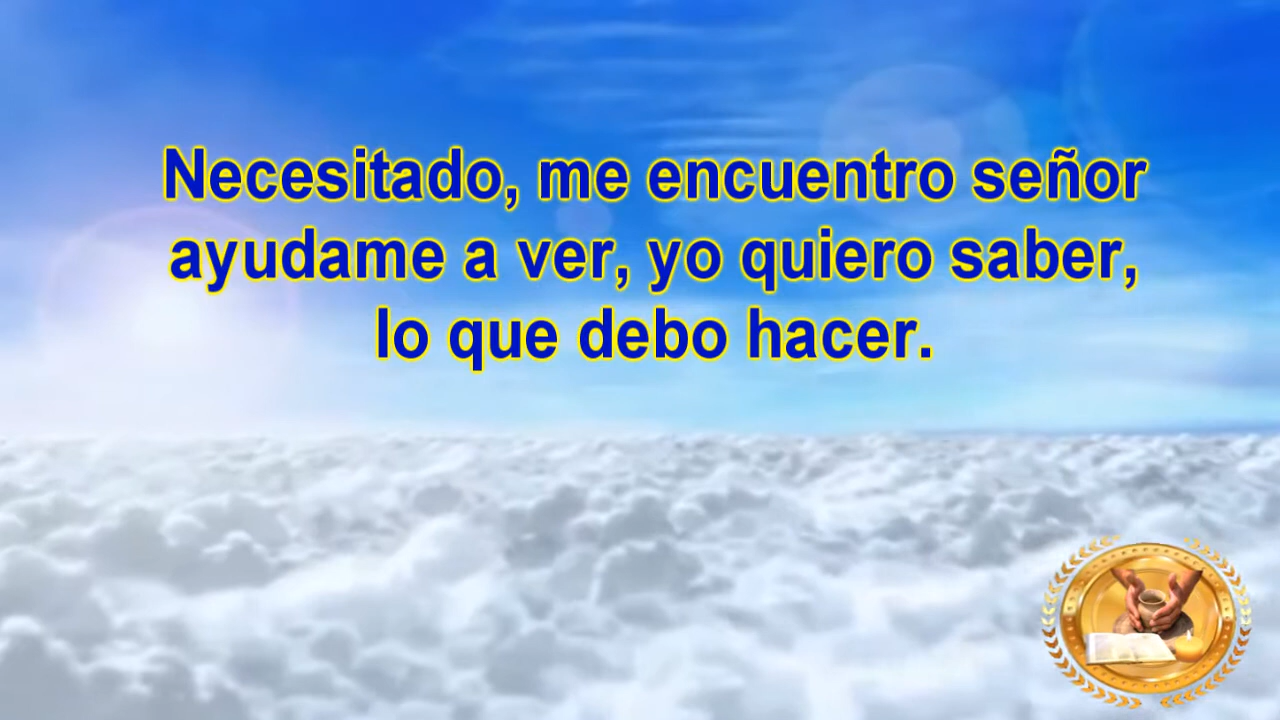 Necesitado, me encuentro señor
ayudame a ver, yo quiero saber,
lo que debo hacer.